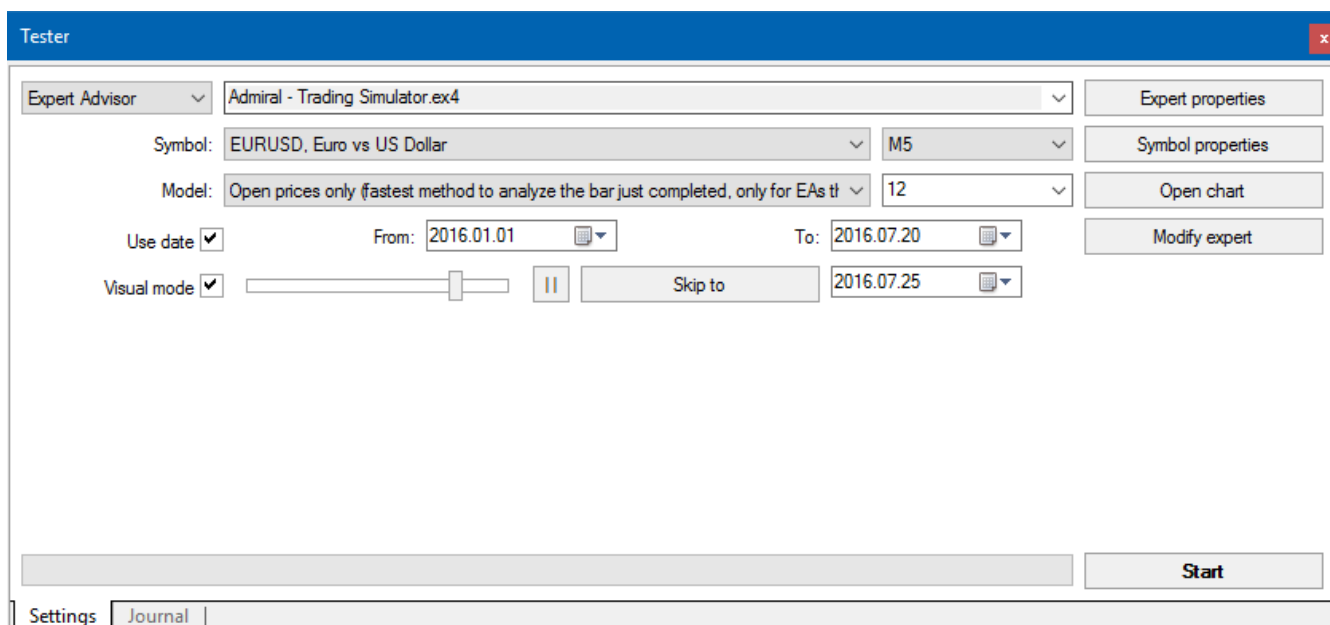 Tester
x
Expert Advisor Admiral - Trading Simulator.ex4 Expert properties
Symbol: EURUSD, Euro vs US Dollar M5 Symbol properties
Model: Open prices only (fastest method to analyze the bar just completed, only for EAs th 12 Open chart
Use date From: 2016.01.01 To: 2016.07.20 Modify expert
Visual mode Skip to 2016.07.25
Start
Settings Journal